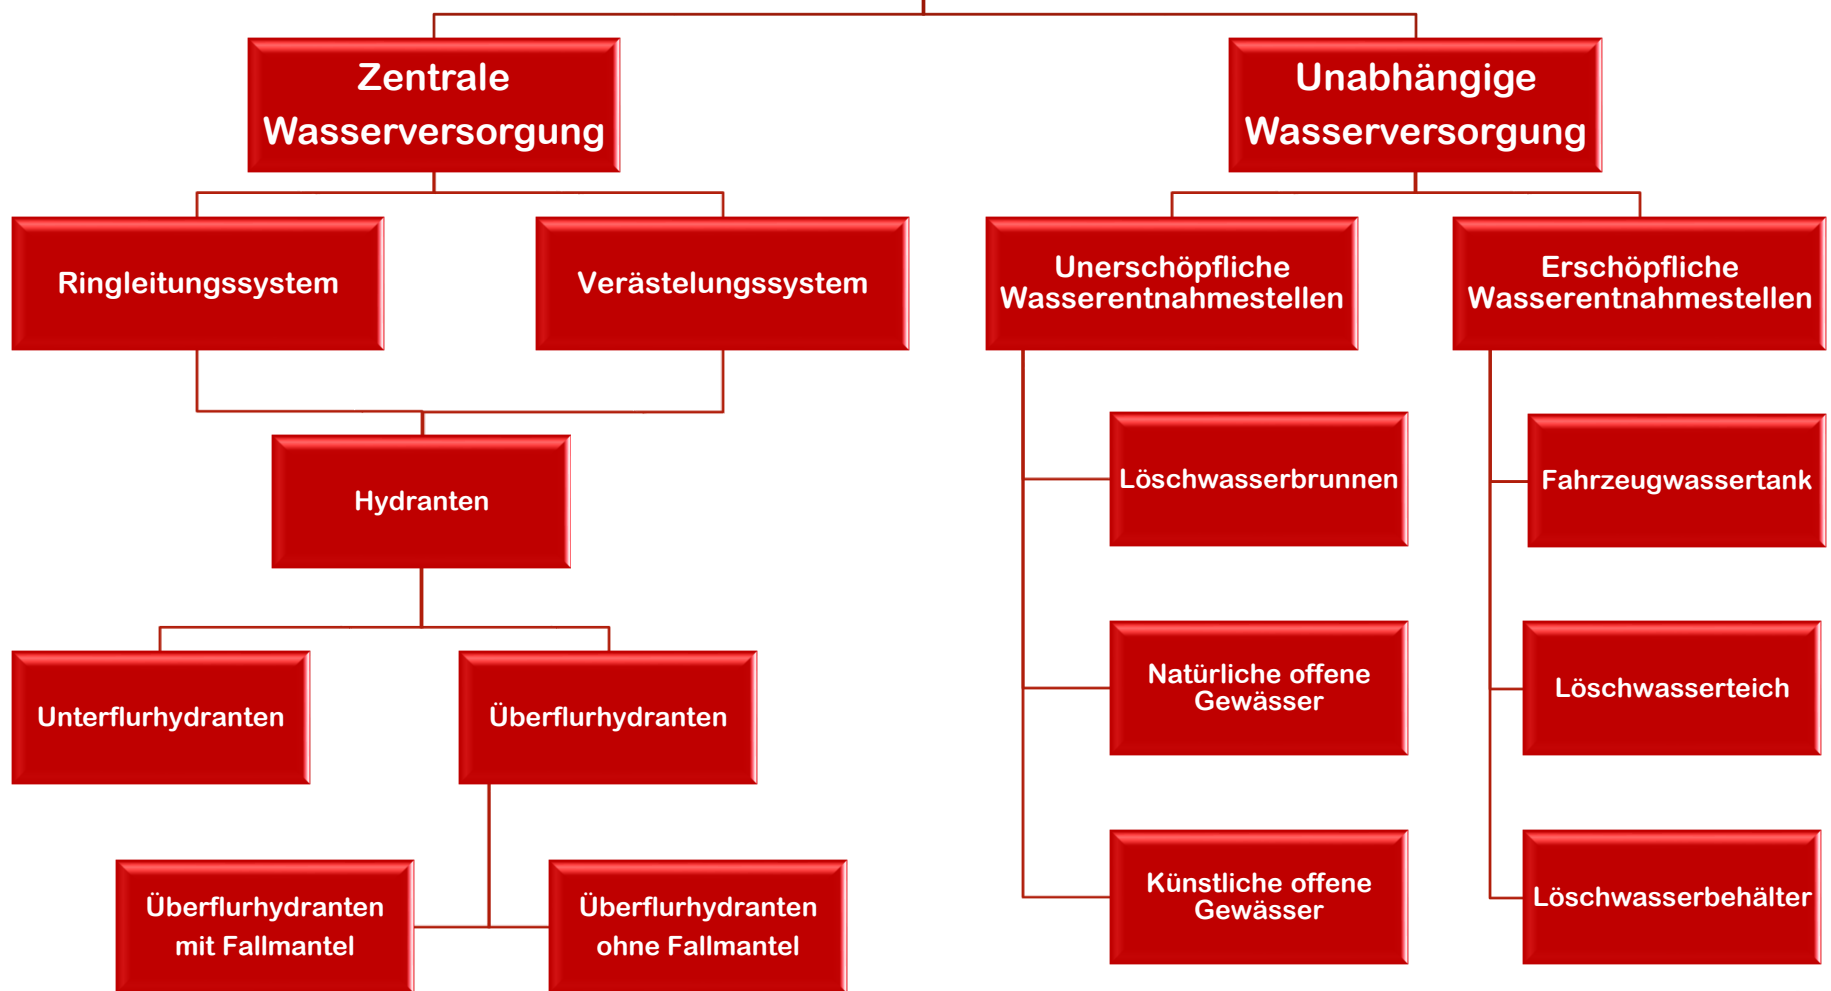 Zentrale
Wasserversorgung
Unabhängige
Wasserversorgung
Ringleitungssystem
Verästelungssystem
Unerschöpfliche
Wasserentnahmestellen
Erschöpfliche
Wasserentnahmestellen
Hydranten
Löschwasserbrunnen
Fahrzeugwassertank
Unterflurhydranten
Überflurhydranten
Natürliche offene
Gewässer
Löschwasserteich
Überflurhydranten
mit Fallmantel
Überflurhydranten
ohne Fallmantel
Künstliche offene
Gewässer
Löschwasserbehälter